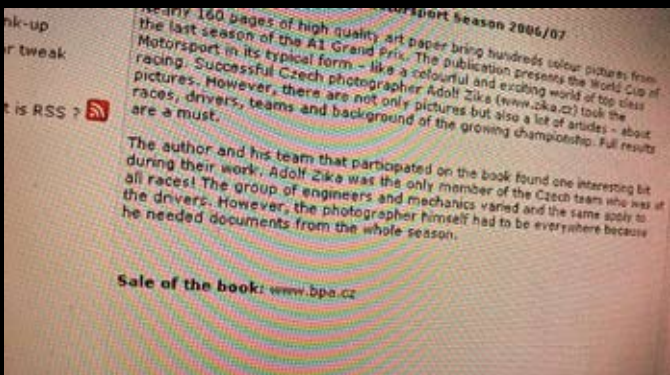 nk-up
r tweak
t is RSS ?
torsport Season 2006/07
Nearly 160 pages of high quality art paper bring hundreds colour pictures from
the last season of the A1 Grand Prix. The publication presents the World Cup of
Motorsport in its typical form – like a colourful and exciting world of top class
racing. Successful Czech photographer Adolf Zika (www.zika.cz) took the
pictures. However, there are not only pictures but also a lot of articles – about
races, drivers, teams and background of the growing championship. Full results
are a must.
The author and his team that participated on the book found one interesting bit
during their work. Adolf Zika was the only member of the Czech team who was at
all races! The group of engineers and mechanics varied and the same apply to
the drivers. However, the photographer himself had to be everywhere because
he needed documents from the whole season.
Sale of the book: www.bpa.cz